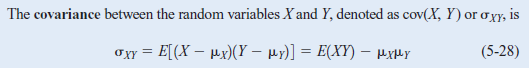 The covariance between the random variables X and Y, denoted as cov(X, Y) or σXY, is
σXY = E[(X − μX)(Y − μY)] = E(XY) − μXμY (5-28)